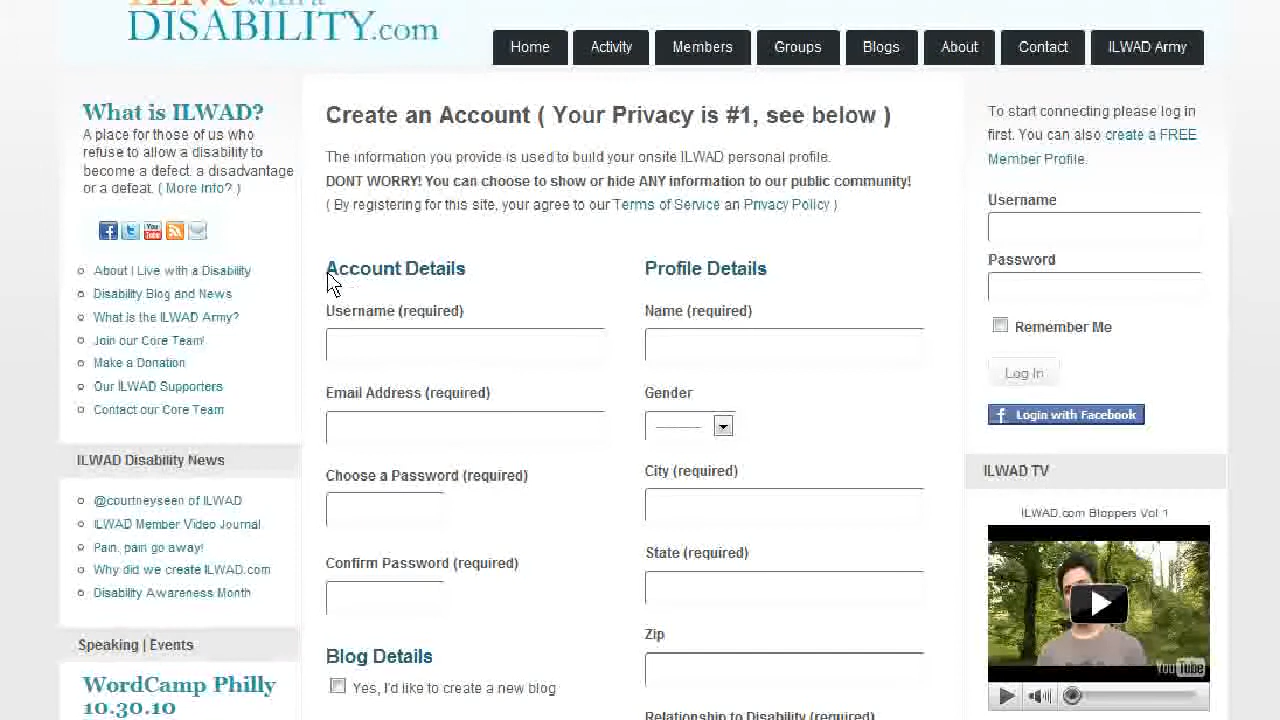 iLive with a
DISABILITY.com
Home Activity Members Groups Blogs About Contact ILWAD Army
What is ILWAD?
A place for those of us who
refuse to allow a disability to
become a defect, a disadvantage
or a defeat. ( More Info? )
About I Live with a Disability
Disability Blog and News
What is the ILWAD Army?
Join our Core Team!
Make a Donation
Our ILWAD Supporters
Contact our Core Team
ILWAD Disability News
@courtneyseen of ILWAD
ILWAD Member Video Journal
Pain, pain go away!
Why did we create ILWAD.com
Disability Awareness Month
Speaking | Events
WordCamp Philly
10.30.10
Create an Account ( Your Privacy is #1, see below )
The information you provide is used to build your onsite ILWAD personal profile.
DONT WORRY! You can choose to show or hide ANY information to our public community!
( By registering for this site, your agree to our Terms of Service an Privacy Policy )
Account Details
Username (required)
Email Address (required)
Choose a Password (required)
Confirm Password (required)
Blog Details
Yes, I'd like to create a new blog
Profile Details
Name (required)
Gender
--------
City (required)
State (required)
Zip
Relationship to Disability (required)
To start connecting please log in
first. You can also create a FREE
Member Profile.
Username
Password
Remember Me
Log In
Login with Facebook
ILWAD TV
ILWAD.com Bloppers Vol 1
YouTube